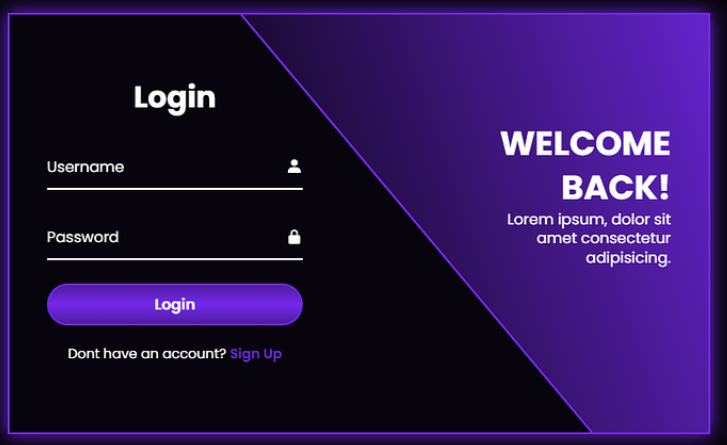 Login
Username
Password
Login
Dont have an account? Sign Up
WELCOME
BACK!
Lorem ipsum, dolor sit
amet consectetur
adipisicing.